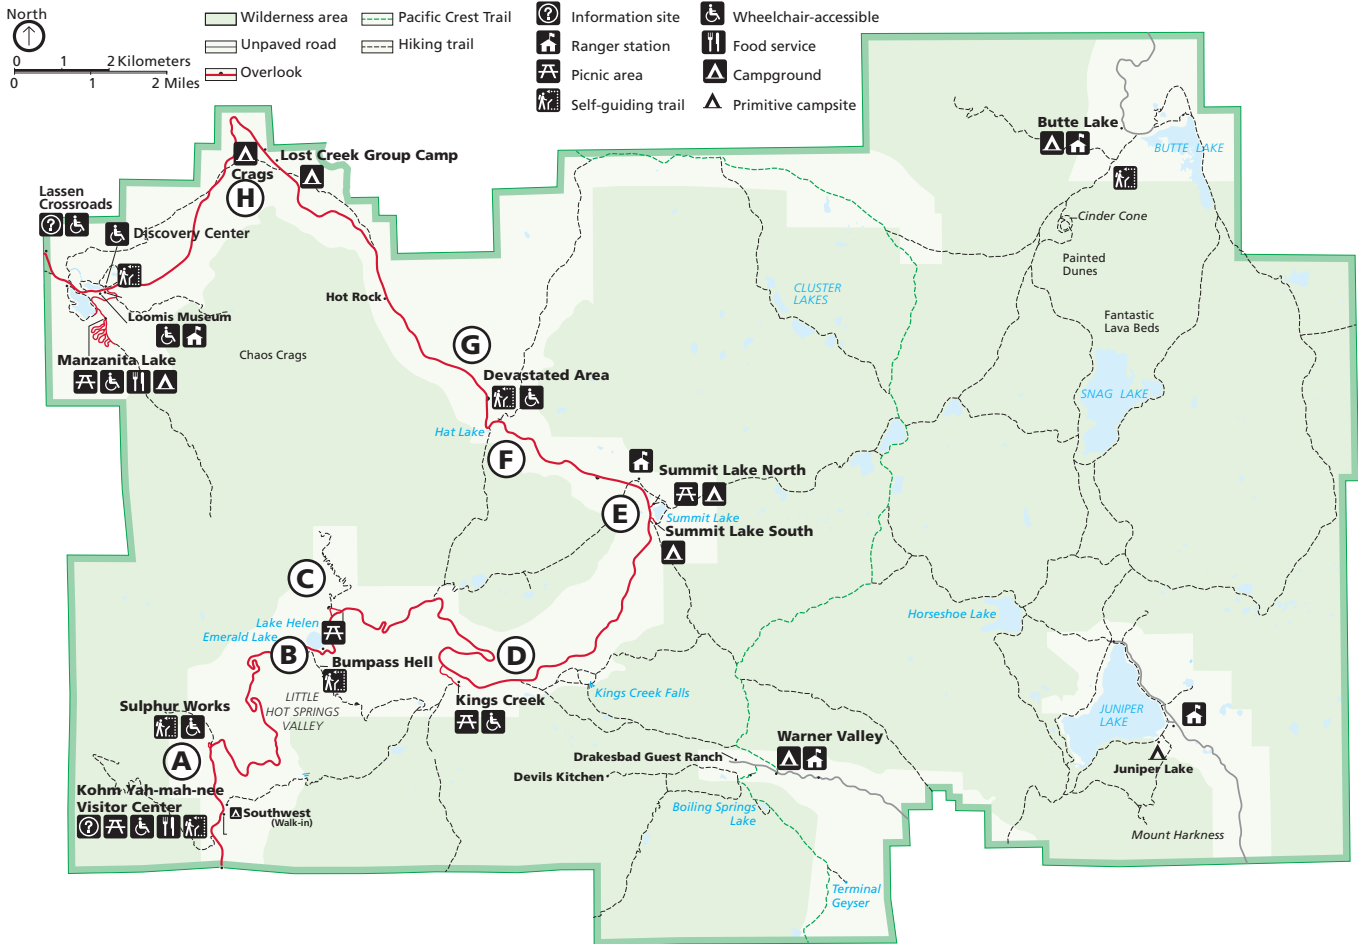 North
0 1 2 Kilometers
0 1 2 Miles
Wilderness area
Unpaved road
Overlook
Pacific Crest Trail
Hiking trail
Information site
Ranger station
Picnic area
Self-guiding trail
Wheelchair-accessible
Food service
Campground
Primitive campsite
Butte Lake
BUTTE LAKE
Lost Creek Group Camp
Crags
H
Lassen
Crossroads
Discovery Center
Cinder Cone
Painted
Dunes
Hot Rock
CLUSTER
LAKES
Loomis Museum
Fantastic
Lava Beds
Manzanita Lake
Chaos Crags
G
Devastated Area
SNAG LAKE
Hat Lake
F
Summit Lake North
E
Summit Lake
Summit Lake South
C
Lake Helen
Emerald Lake
Horseshoe Lake
B
Bumpass Hell
D
LITTLE
HOT SPRINGS
VALLEY
Kings Creek
Kings Creek Falls
Sulphur Works
JUNIPER
LAKE
A
Warner Valley
Drakesbad Guest Ranch
Devils Kitchen
Juniper Lake
Kohm Yah-mah-nee
Visitor Center
Southwest
(Walk-in)
Boiling Springs
Lake
Mount Harkness
Terminal
Geyser